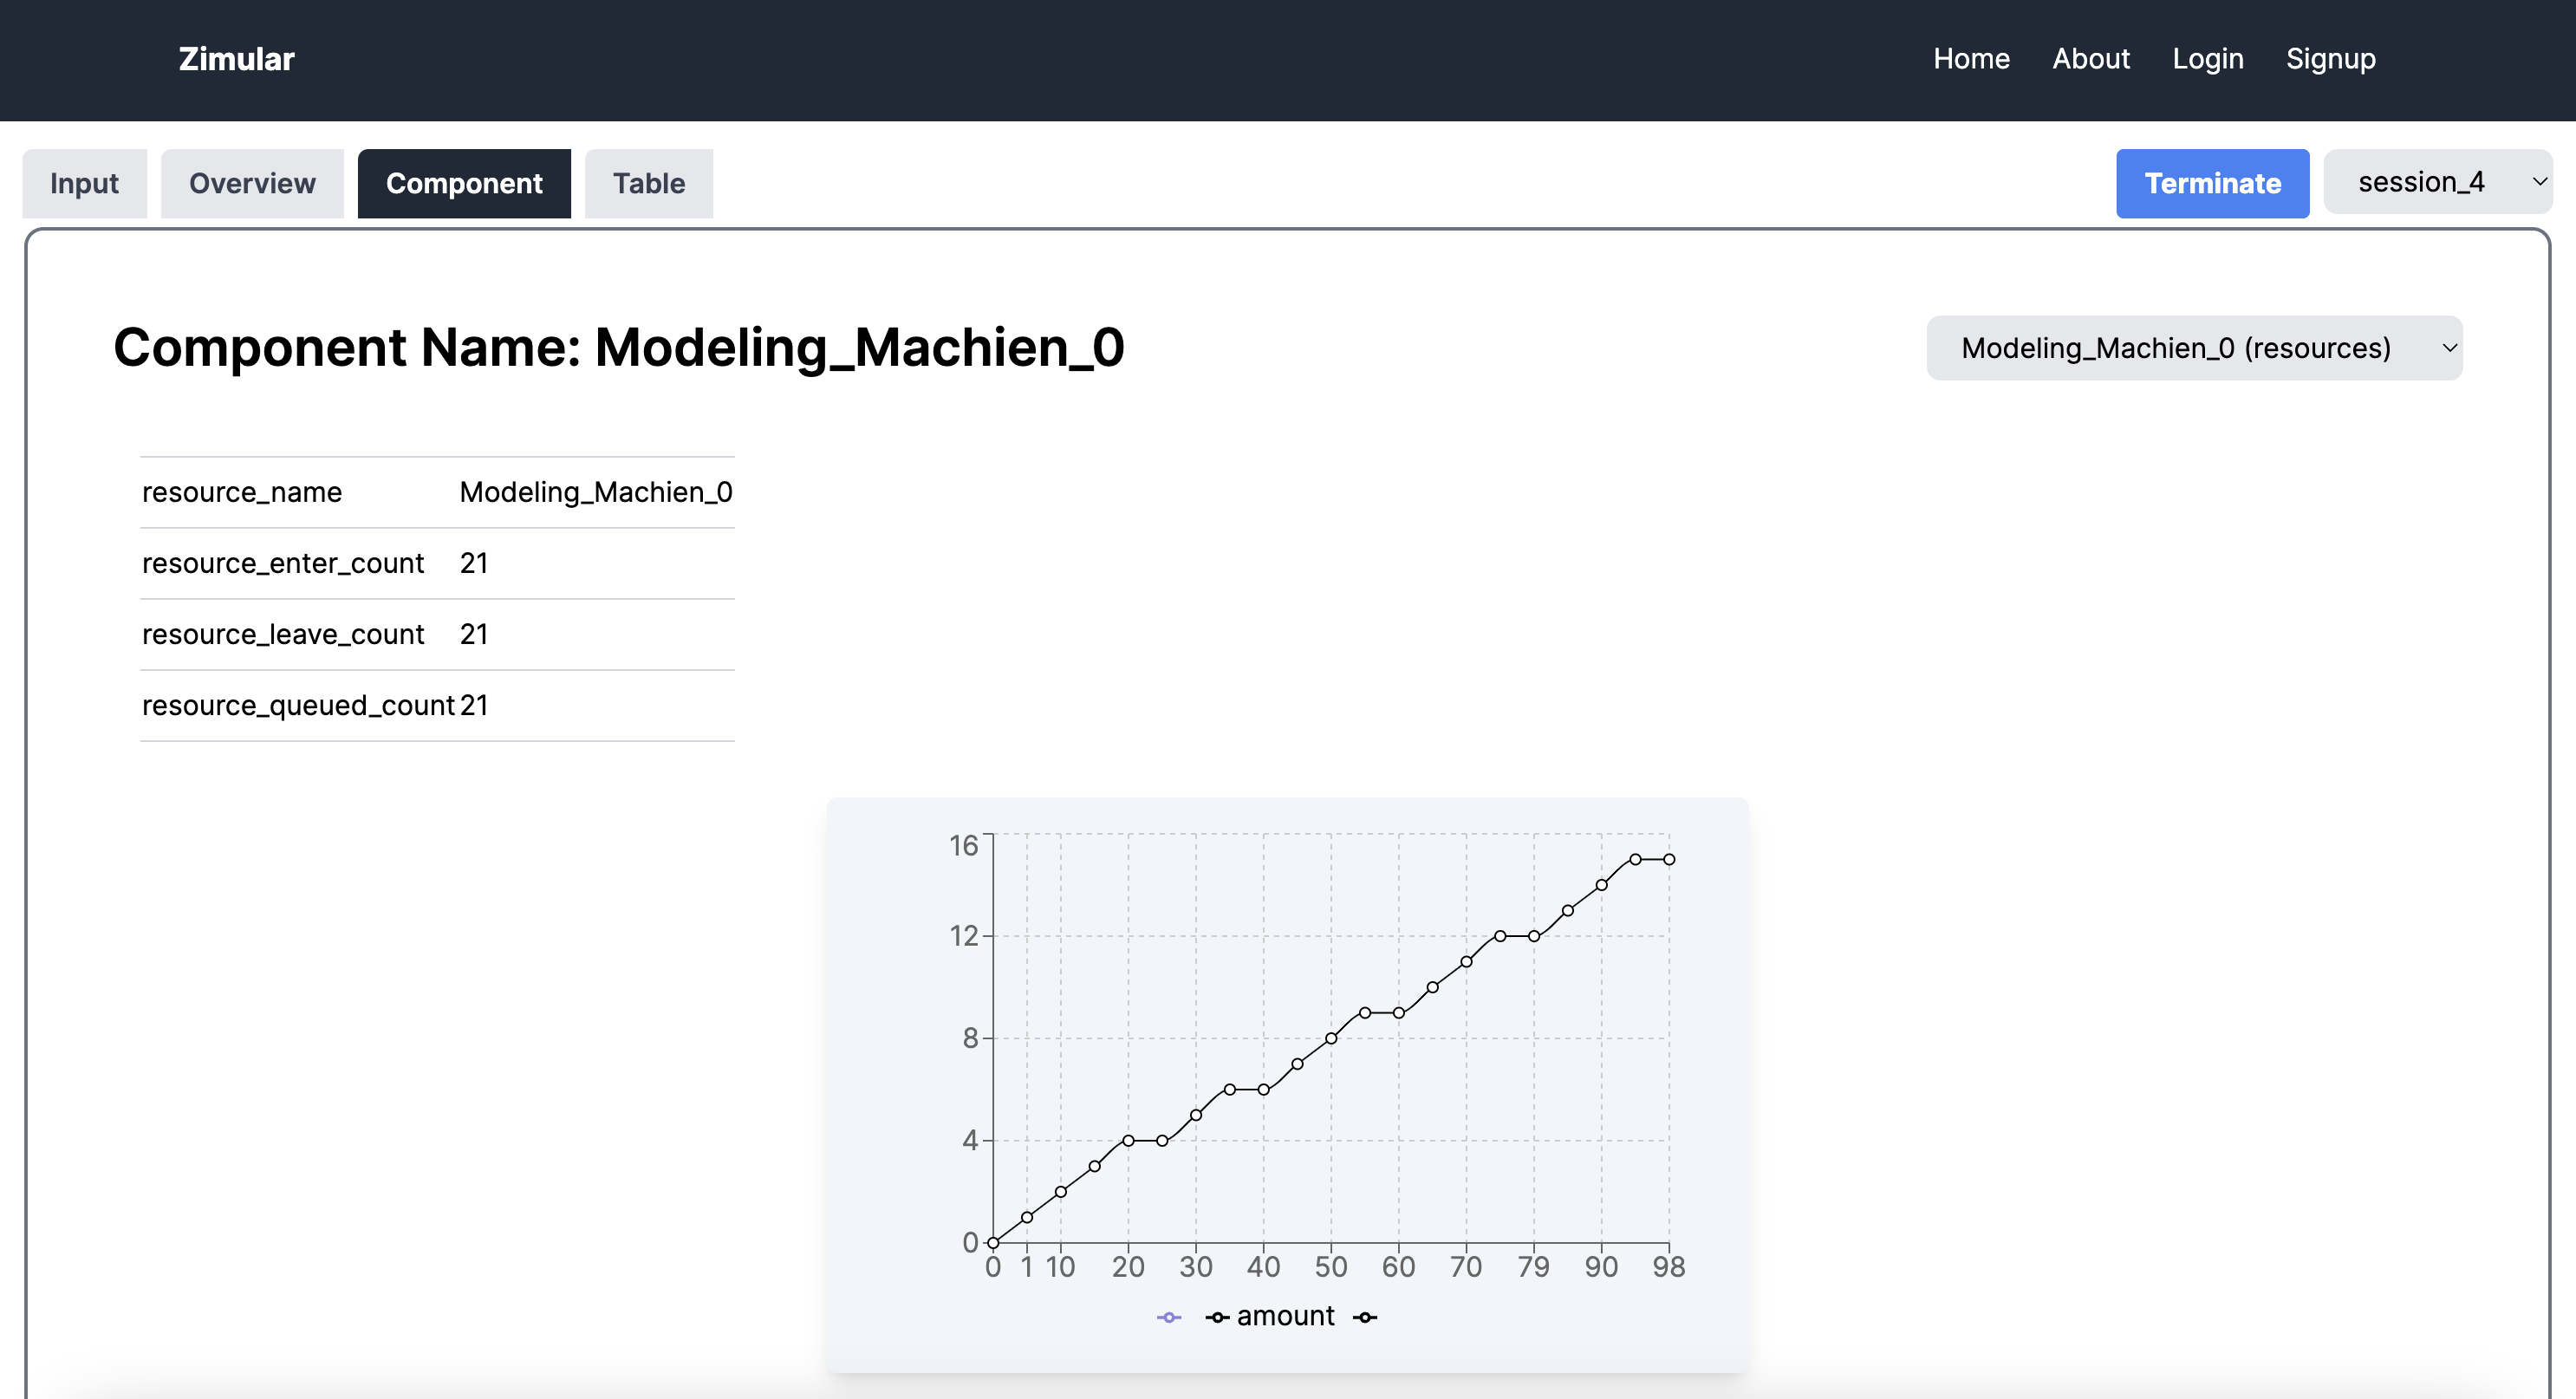 Zimular
Home About Login Signup
Input Overview Component Table Terminate session_4
Component Name: Modeling_Machien_0
Modeling_Machien_0 (resources)
resource_name Modeling_Machien_0
resource_enter_count 21
resource_leave_count 21
resource_queued_count 21
16
12
8
4
0
0 1 10 20 30 40 50 60 70 79 90 98
amount